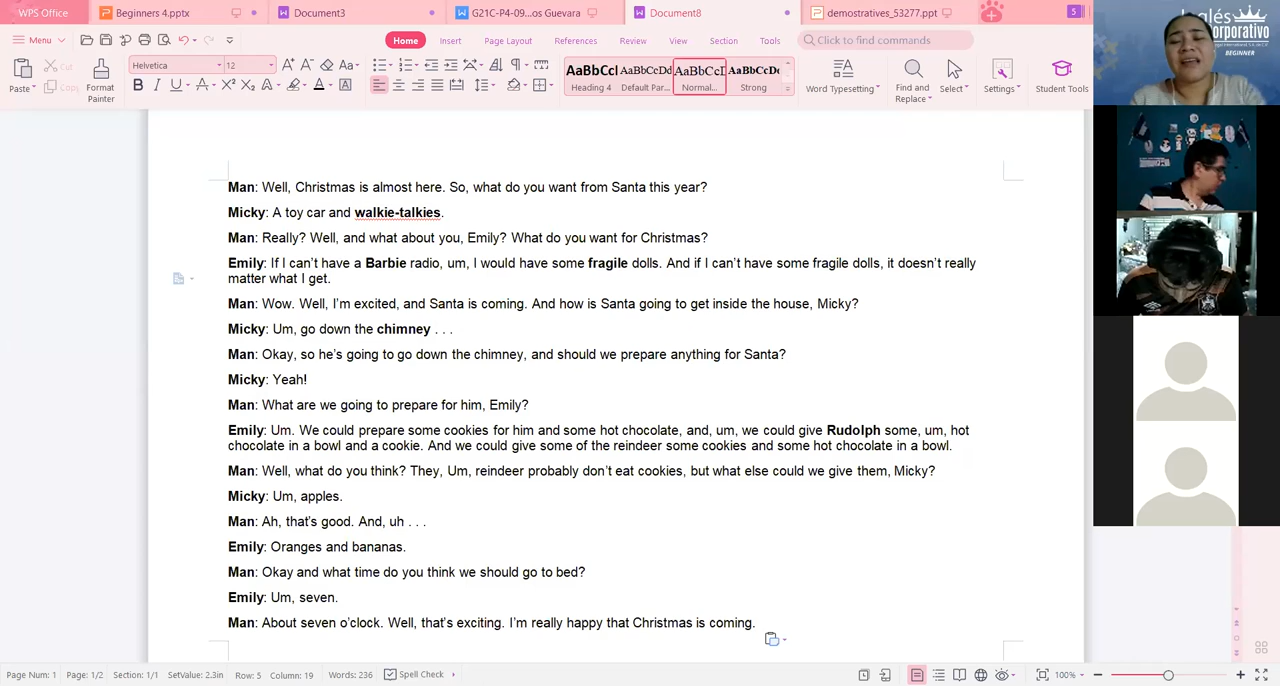 WPS Office
Beginners 4.pptx
Document3
G21C-P4-09...os Guevara
Document8
demostratives_53277.ppt
S
Menu
Home
Insert
Page Layout
References
Review
View
Section
Tools
Click to find commands
Paste
Cut
Copy
Format
Painter
Helvetica
12
AaBbCcl
Heading 4
AaBbCcDd
Default Par...
AaBbCcD
Normal...
AaBbCcDc
Strong
Word Typesetting
Find and
Replace
Select
Settings
Student Tools
Inglés
Corporativo
BEGINNER
Man: Well, Christmas is almost here. So, what do you want from Santa this year?
Micky: A toy car and walkie-talkies.
Man: Really? Well, and what about you, Emily? What do you want for Christmas?
Emily: If I can't have a Barbie radio, um, I would have some fragile dolls. And if I can't have some fragile dolls, it doesn't really
matter what I get.
Man: Wow. Well, I'm excited, and Santa is coming. And how is Santa going to get inside the house, Micky?
Micky: Um, go down the chimney . . .
Man: Okay, so he's going to go down the chimney, and should we prepare anything for Santa?
Micky: Yeah!
Man: What are we going to prepare for him, Emily?
Emily: Um. We could prepare some cookies for him and some hot chocolate, and, um, we could give Rudolph some, um, hot
chocolate in a bowl and a cookie. And we could give some of the reindeer some cookies and some hot chocolate in a bowl.
Man: Well, what do you think? They, Um, reindeer probably don't eat cookies, but what else could we give them, Micky?
Micky: Um, apples.
Man: Ah, that's good. And, uh . . .
Emily: Oranges and bananas.
Man: Okay and what time do you think we should go to bed?
Emily: Um, seven.
Man: About seven o'clock. Well, that's exciting. I'm really happy that Christmas is coming.
Page Num: 1
Page: 1/2
Section: 1/1
SetValue: 2.3in
Row: 5
Column: 19
Words: 236
Spell Check
100%